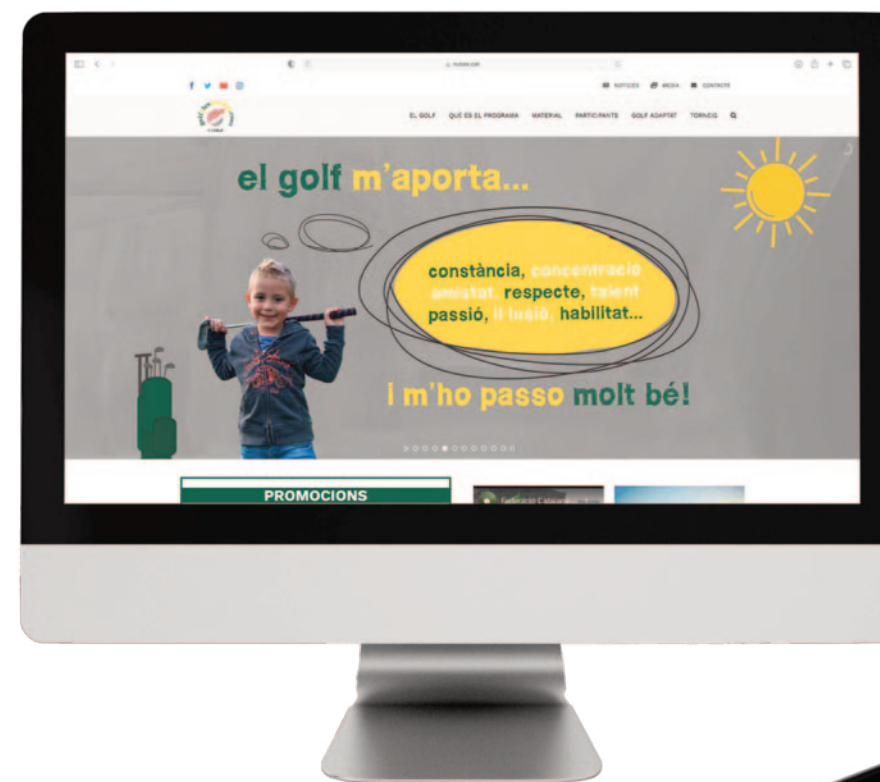 NOTÍCIES MEDIA CONTACTE
EL GOLF QUÈ ES EL PROGRAMA MATERIAL PARTICIPANTS GOLF ADAPTAT TORNEIG
el golf m'aporta...
constància, concentració
amistat, respecte, talent
passió, il·lusió, habilitat...
i m'ho passo molt bé!
PROMOCIONS